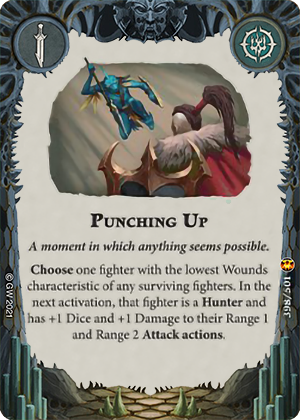 Punching Up
A moment in which anything seems possible.
Choose one fighter with the lowest Wounds
characteristic of any surviving fighters. In the
next activation, that fighter is a Hunter and
has +1 Dice and +1 Damage to their Range 1
and Range 2 Attack actions.
© GW 2021
398/501